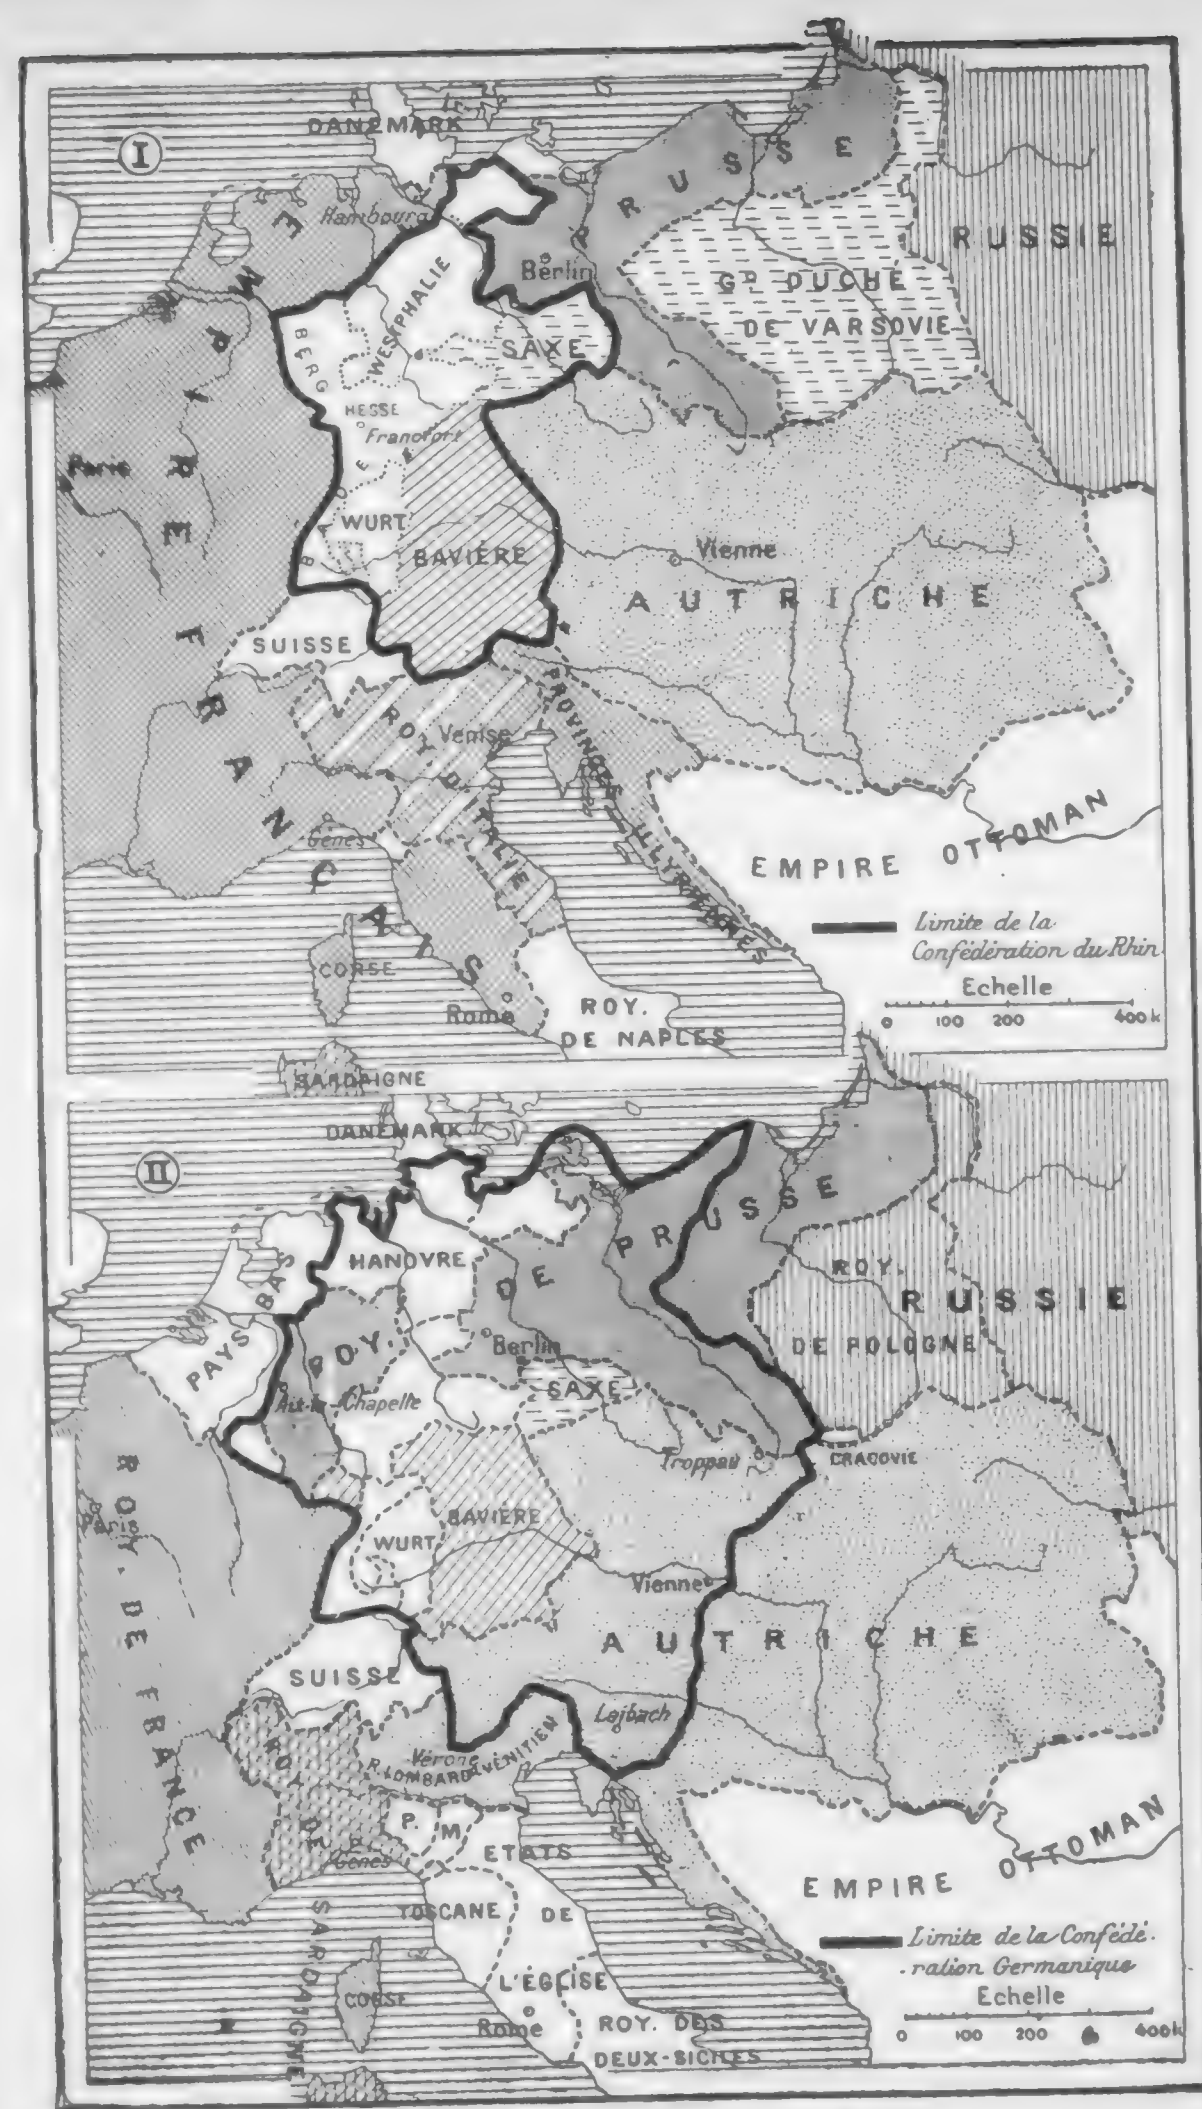 I
DANEMARK
Hambourg
PRUSSE
RUSSIE
Berlin
Gᴰ DUCHÉ
DE VARSOVIE
WESTPHALIE
BERG
SAXE
HESSE
Francfort
EMPIRE FRANÇAIS
Paris
BADE
WURT
BAVIÈRE
Vienne
AUTRICHE
SUISSE
ROY. D'ITALIE
Venise
PROVINCES ILLYRIENNES
Gênes
EMPIRE OTTOMAN
CORSE
Rome
ROY.
DE NAPLES
SARDAIGNE
Limite de la
Confédération du Rhin
Echelle
0 100 200 400k
II
DANEMARK
ROY. DE PRUSSE
HANOVRE
PAYS BAS
ROY.
DE POLOGNE
RUSSIE
Berlin
SAXE
Aix-la-Chapelle
Troppau
CRACOVIE
Paris
ROY. DE FRANCE
BAVIÈRE
WURT
Vienne
AUTRICHE
SUISSE
Lajbach
Vérone
R. LOMBARD-VÉNITIEN
ROY. DE SARDAIGNE
P.
M.
Gênes
ETATS
DE
L'ÉGLISE
TOSCANE
EMPIRE OTTOMAN
CORSE
Rome
ROY. DES
DEUX-SICILES
Limite de la Confédé-
ration Germanique
Echelle
0 100 200 400k